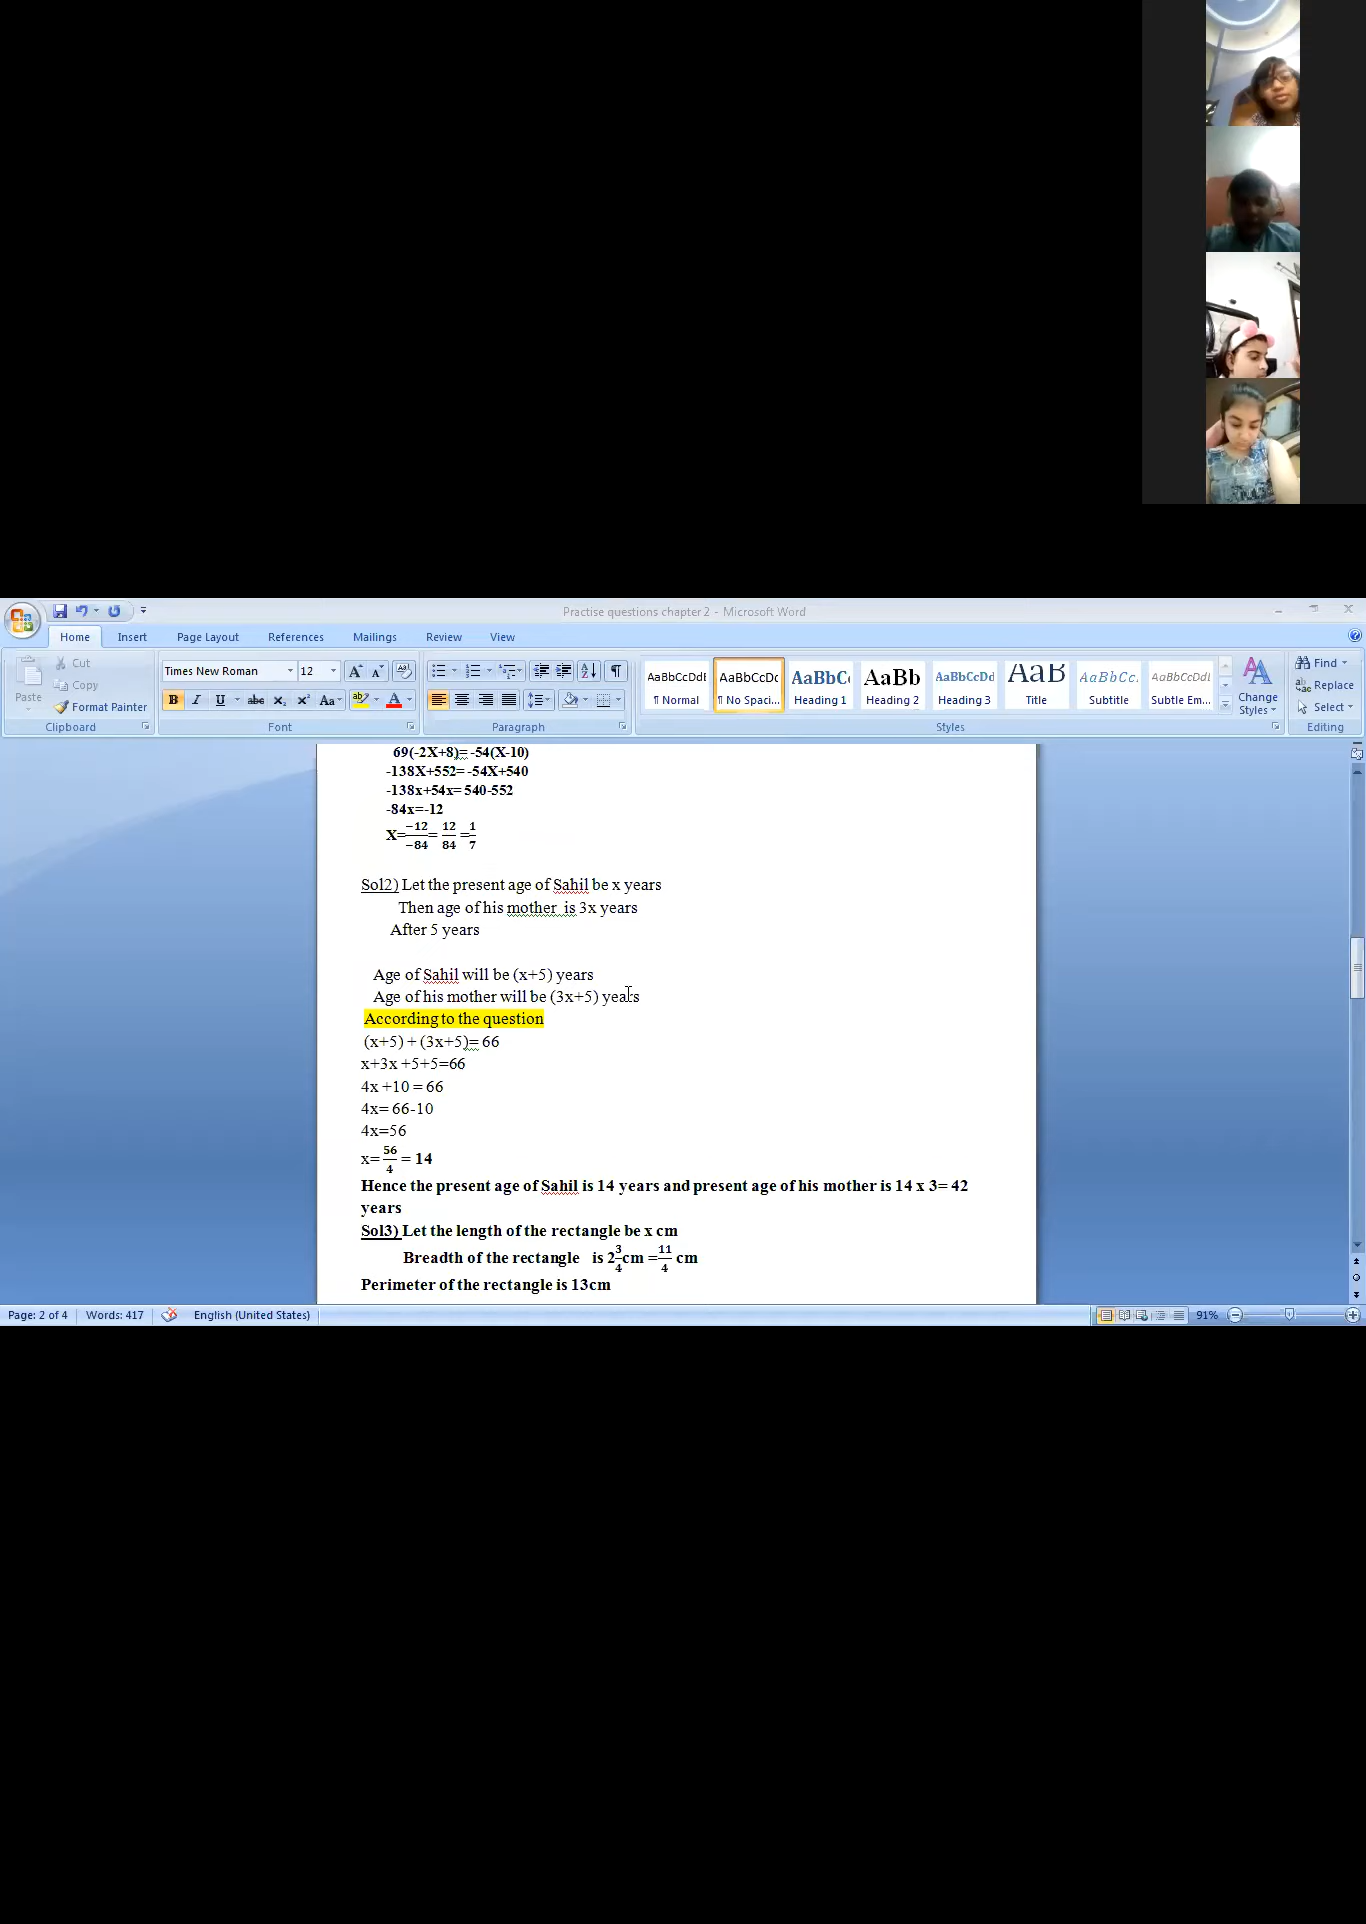 Practise questions chapter 2 - Microsoft Word
Home Insert Page Layout References Mailings Review View
Paste
Cut
Copy
Format Painter
Clipboard
Times New Roman 12
B I U abc x₂ x² Aa
Font
Paragraph
AaBbCcDdE AaBbCcDc AaBbC AaBb AaBbCcDd AaB AaBbCc. AaBbCcDdL
¶ Normal ¶ No Spaci... Heading 1 Heading 2 Heading 3 Title Subtitle Subtle Em...
Change Styles
Styles
Find
Replace
Select
Editing
69(-2X+8)= -54(X-10)
-138X+552= -54X+540
-138x+54x= 540-552
-84x=-12
X=−12/−84= 12/84 =1/7
Sol2) Let the present age of Sahil be x years
Then age of his mother is 3x years
After 5 years
Age of Sahil will be (x+5) years
Age of his mother will be (3x+5) years
According to the question
(x+5) + (3x+5)= 66
x+3x +5+5=66
4x +10 = 66
4x= 66-10
4x=56
x= 56/4 = 14
Hence the present age of Sahil is 14 years and present age of his mother is 14 x 3= 42
years
Sol3) Let the length of the rectangle be x cm
Breadth of the rectangle is 2 3/4cm =11/4 cm
Perimeter of the rectangle is 13cm
Page: 2 of 4 Words: 417 English (United States) 91%